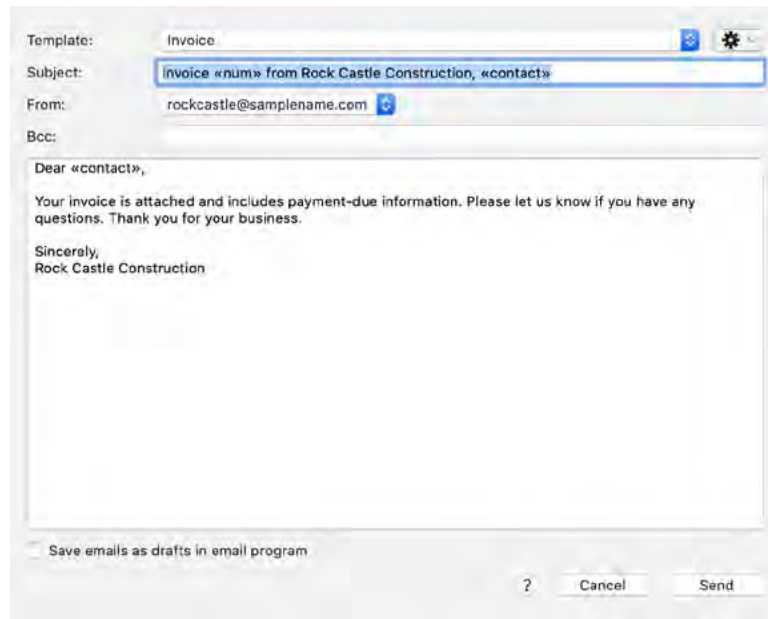 Template: Invoice
Subject: Invoice «num» from Rock Castle Construction, «contact»
From: rockcastle@samplename.com
Bcc:
Dear «contact»,
Your invoice is attached and includes payment-due information. Please let us know if you have any
questions. Thank you for your business.
Sincerely,
Rock Castle Construction
Save emails as drafts in email program
? Cancel Send